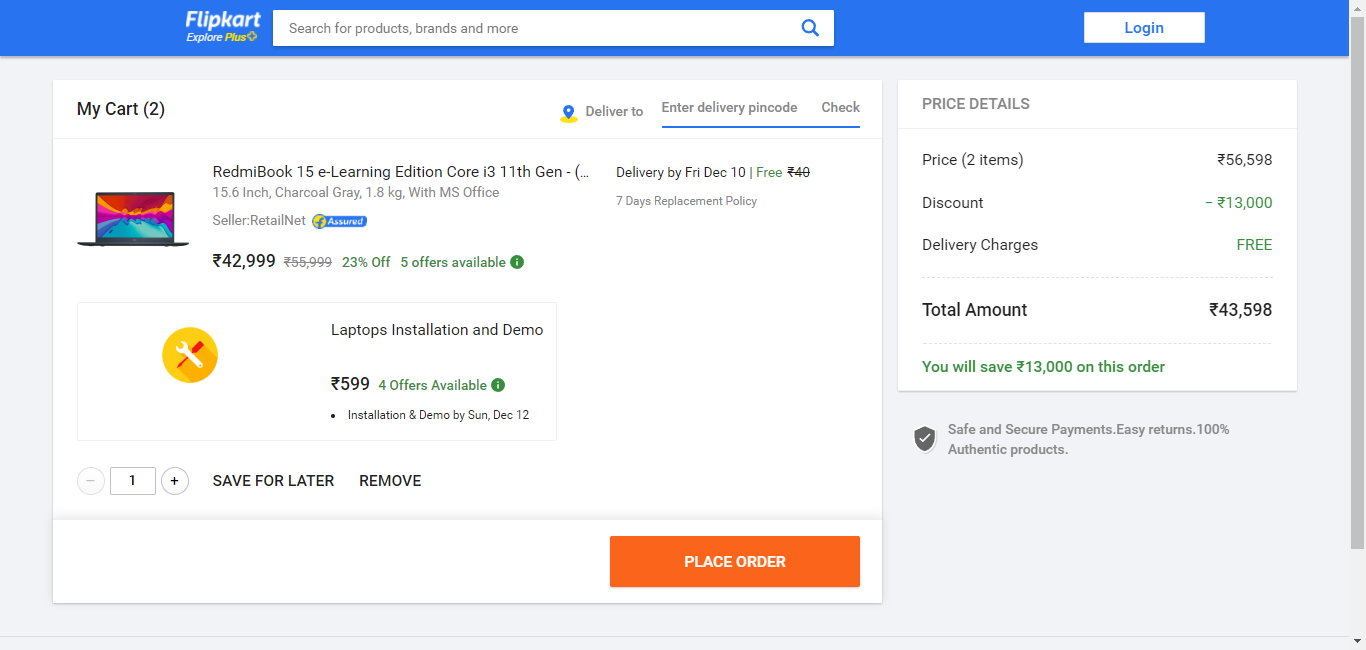 Flipkart
Explore Plus
Search for products, brands and more
Login
My Cart (2)
Deliver to
Enter delivery pincode
Check
RedmiBook 15 e-Learning Edition Core i3 11th Gen - (...
15.6 Inch, Charcoal Gray, 1.8 kg, With MS Office
Seller:RetailNet Assured
₹42,999 ₹55,999 23% Off 5 offers available
Delivery by Fri Dec 10 | Free ₹40
7 Days Replacement Policy
Laptops Installation and Demo
₹599 4 Offers Available
• Installation & Demo by Sun, Dec 12
− 1 + SAVE FOR LATER REMOVE
PLACE ORDER
PRICE DETAILS
Price (2 items) ₹56,598
Discount − ₹13,000
Delivery Charges FREE
Total Amount ₹43,598
You will save ₹13,000 on this order
Safe and Secure Payments.Easy returns.100%
Authentic products.